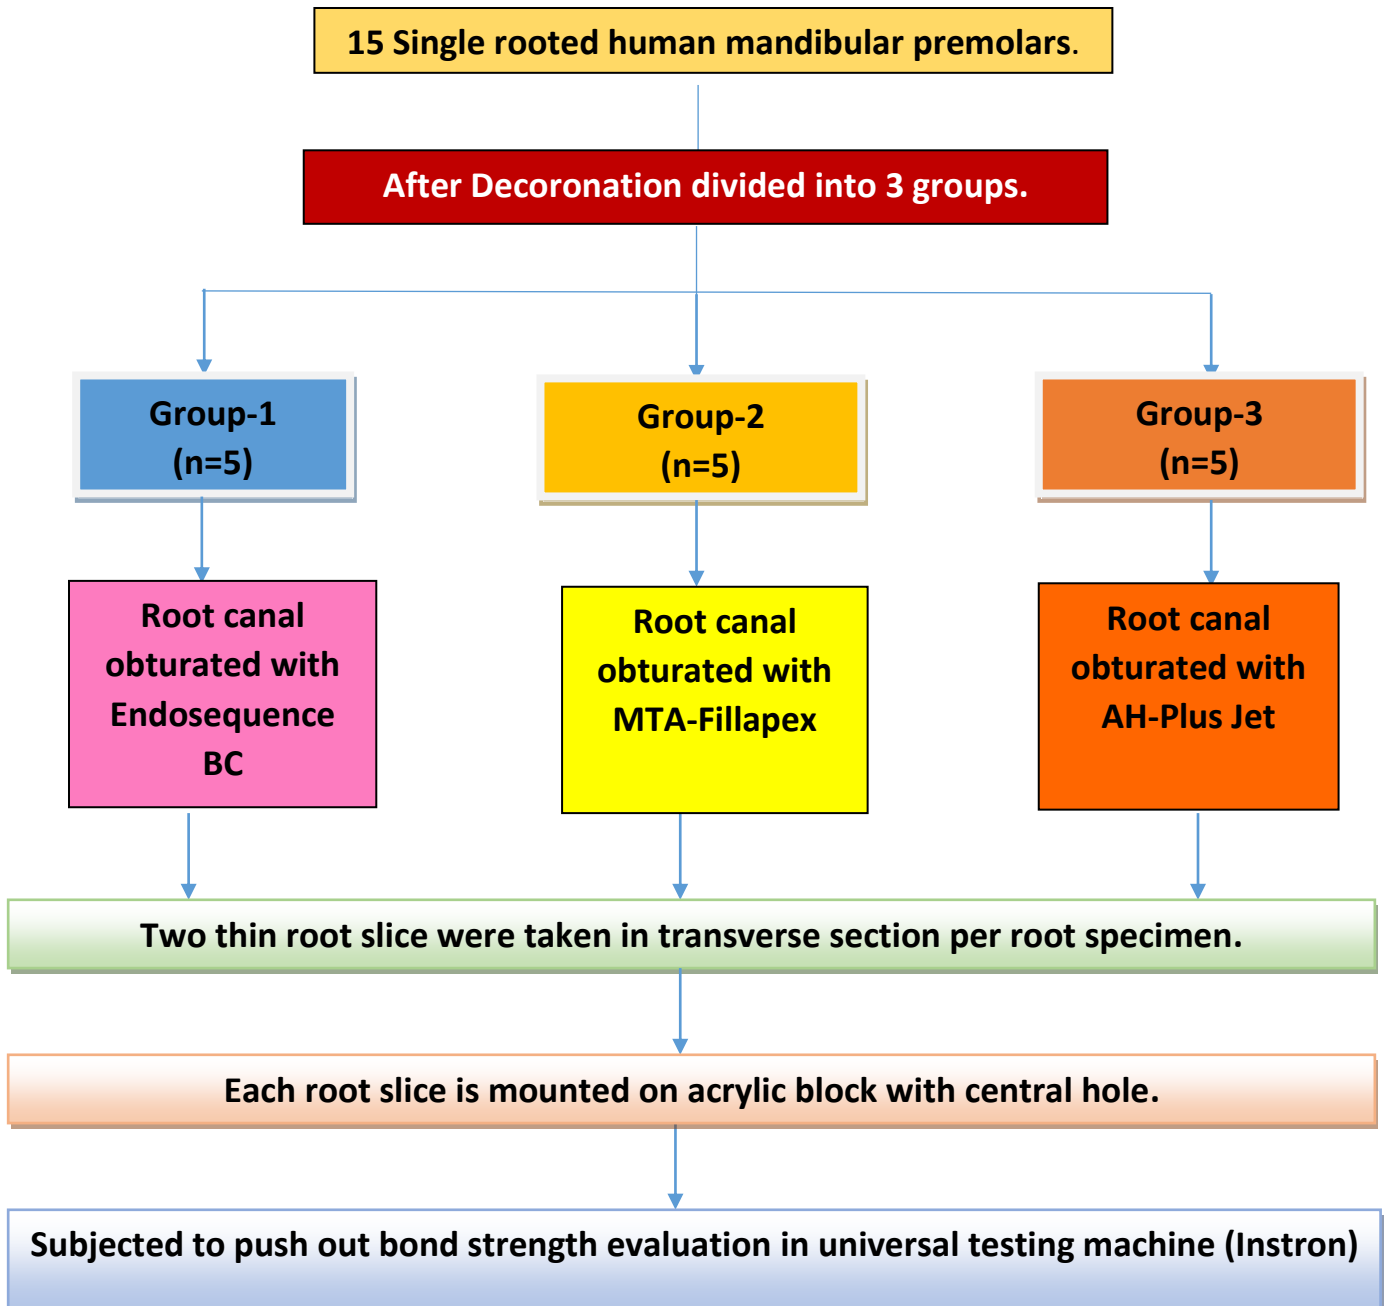 15 Single rooted human mandibular premolars.
After Decoronation divided into 3 groups.
Group-1
(n=5)
Group-2
(n=5)
Group-3
(n=5)
Root canal
obturated with
Endosequence
BC
Root canal
obturated with
MTA-Fillapex
Root canal
obturated with
AH-Plus Jet
Two thin root slice were taken in transverse section per root specimen.
Each root slice is mounted on acrylic block with central hole.
Subjected to push out bond strength evaluation in universal testing machine (Instron)